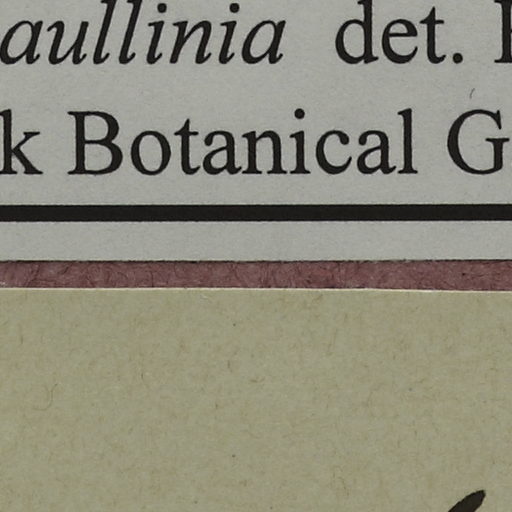 aullinia det.
k Botanical G